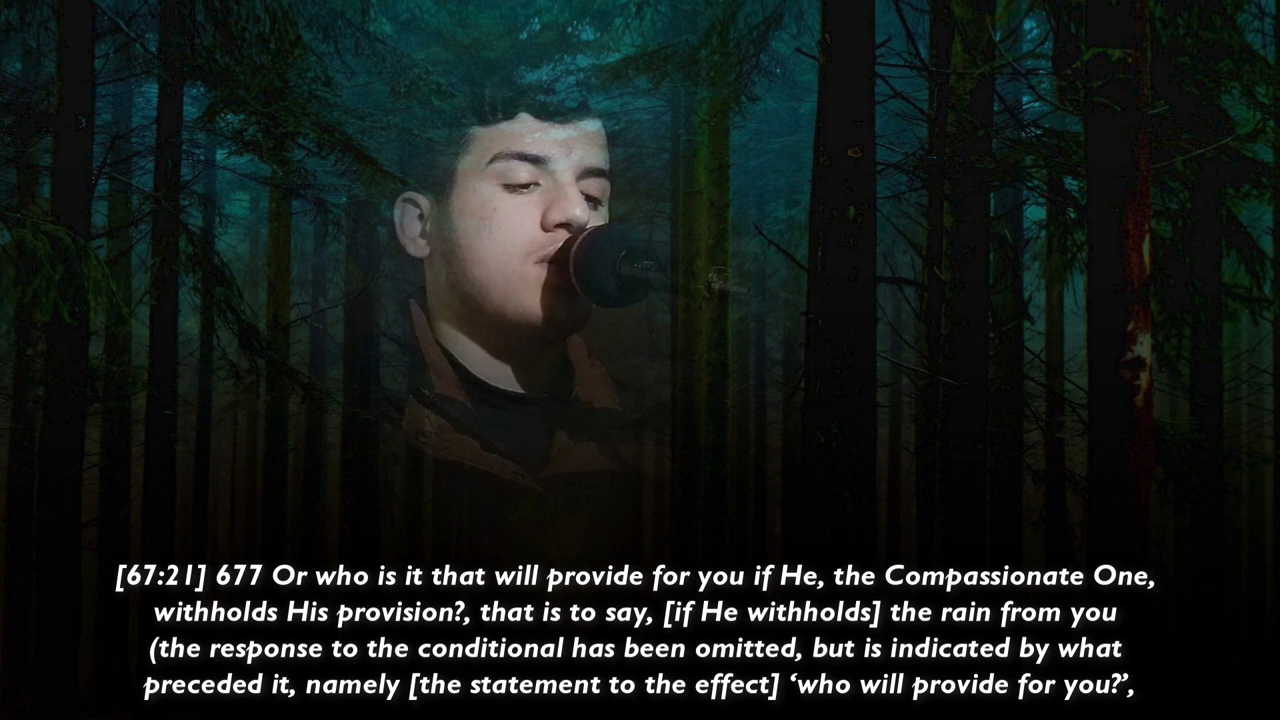 [67:21] 677 Or who is it that will provide for you if He, the Compassionate One,
withholds His provision?, that is to say, [if He withholds] the rain from you
(the response to the conditional has been omitted, but is indicated by what
preceded it, namely [the statement to the effect] ‘who will provide for you?’,